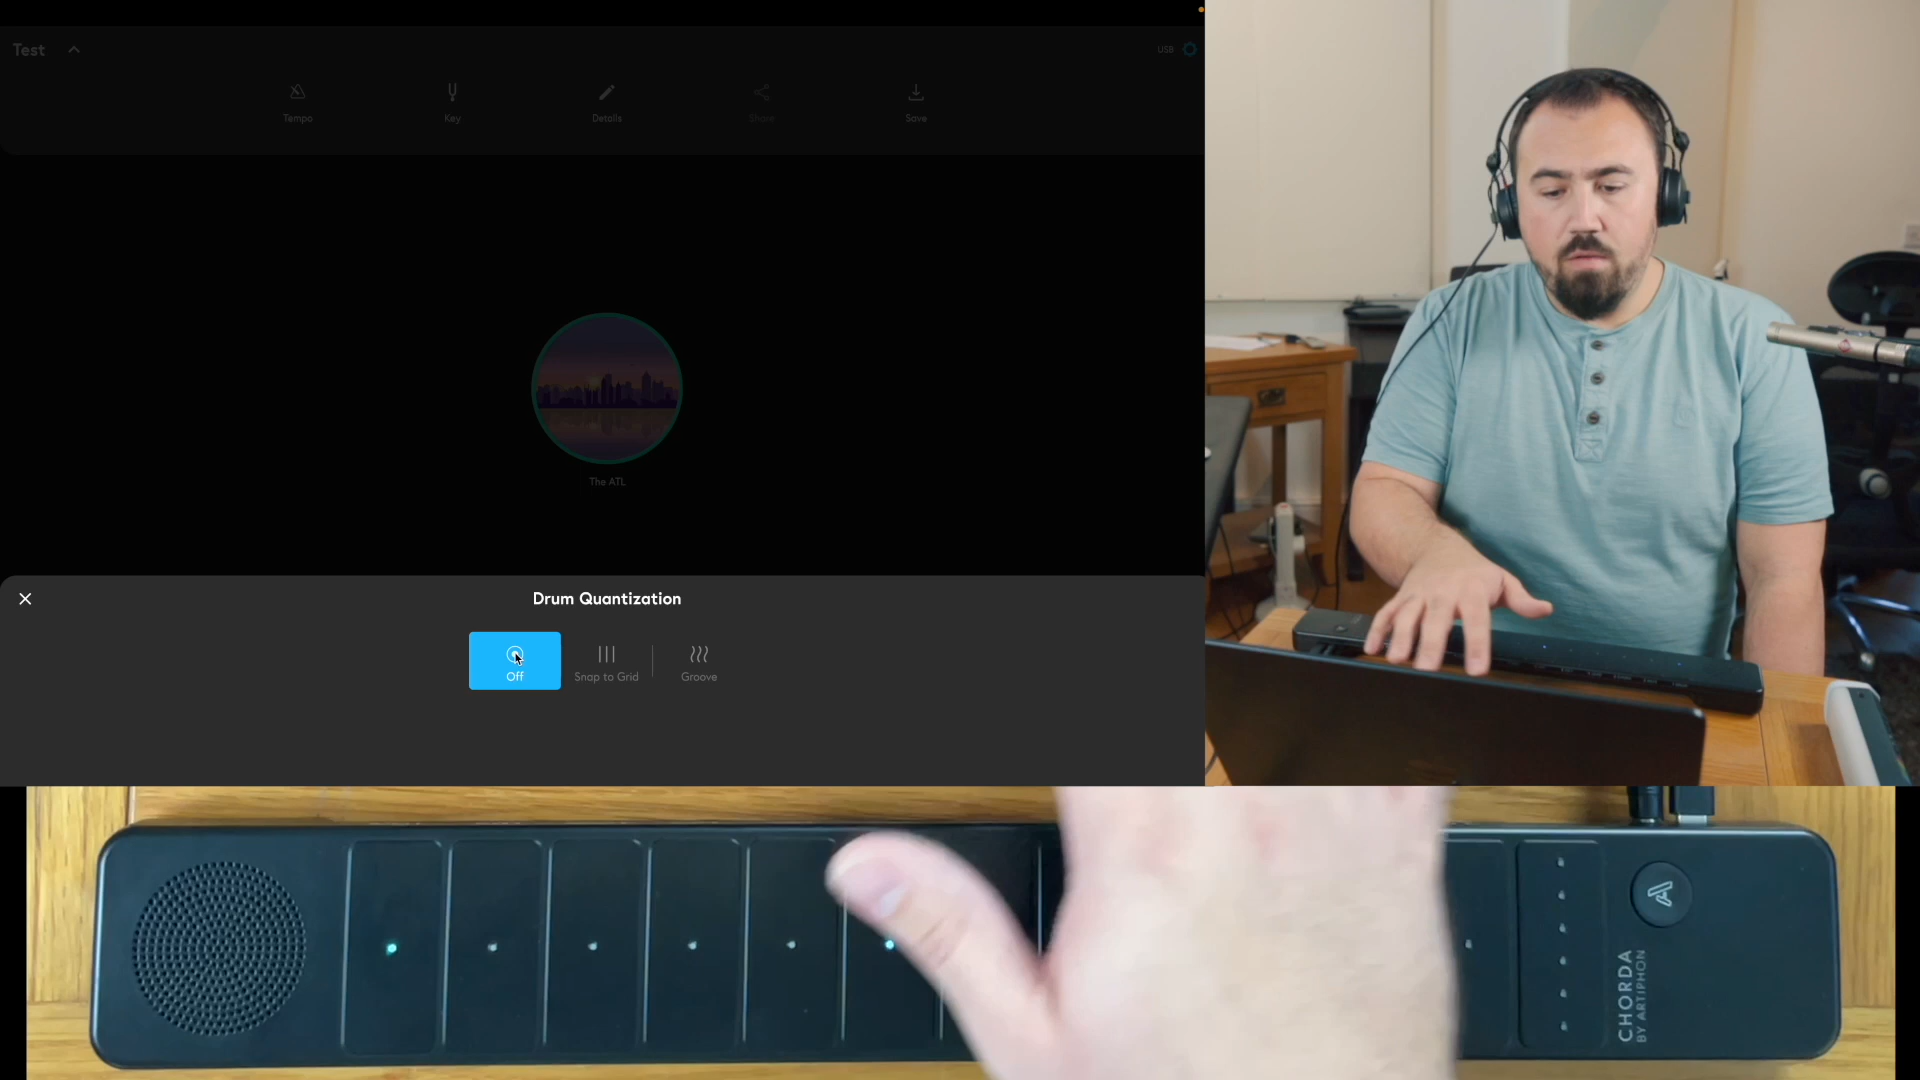 Test
USB
Tempo
Key
Details
Share
Save
The ATL
Drum Quantization
Off
Snap to Grid
Groove
CHORDA
BY ARTIPHON